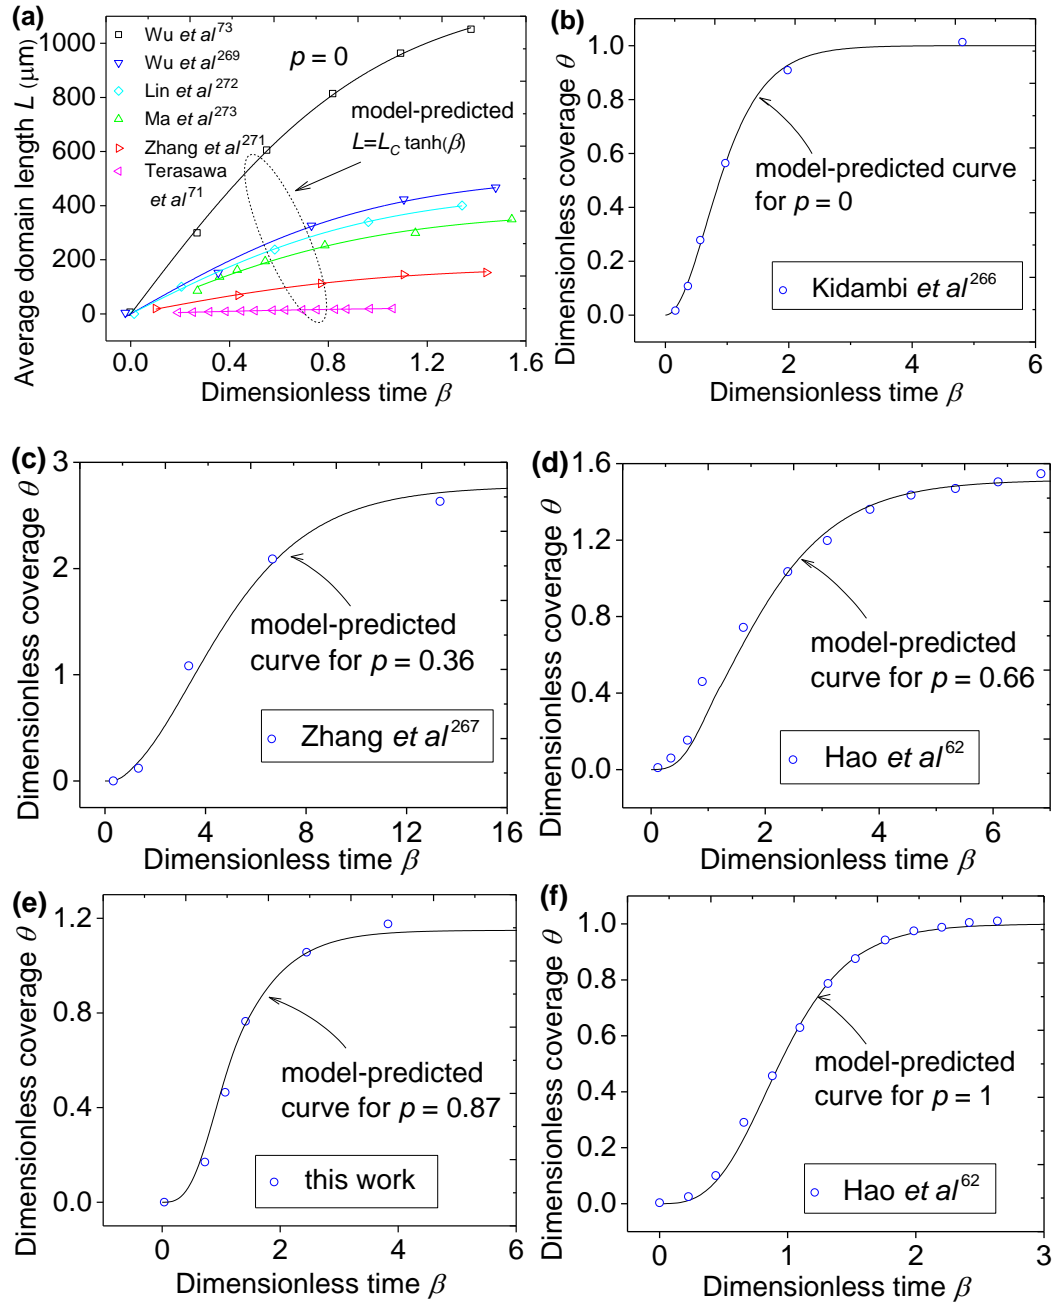 (a)
Average domain length L (μm)
1000
800
600
400
200
0
0.0 0.4 0.8 1.2 1.6
Dimensionless time β
Wu et al73
Wu et al269
Lin et al272
Ma et al273
Zhang et al271
Terasawa
et al71
p = 0
model-predicted
L=LC tanh(β)
(b)
Dimensionless coverage θ
1.0
0.8
0.6
0.4
0.2
0.0
0 2 4 6
Dimensionless time β
model-predicted curve
for p = 0
Kidambi et al266
(c)
Dimensionless coverage θ
3
2
1
0
0 4 8 12 16
Dimensionless time β
model-predicted
curve for p = 0.36
Zhang et al267
(d)
Dimensionless coverage θ
1.6
1.2
0.8
0.4
0.0
0 2 4 6
Dimensionless time β
model-predicted
curve for p = 0.66
Hao et al62
(e)
Dimensionless coverage θ
1.2
0.8
0.4
0.0
0 2 4 6
Dimensionless time β
model-predicted
curve for p = 0.87
this work
(f)
Dimensionless coverage θ
1.0
0.8
0.6
0.4
0.2
0.0
0 1 2 3
Dimensionless time β
model-predicted
curve for p = 1
Hao et al62